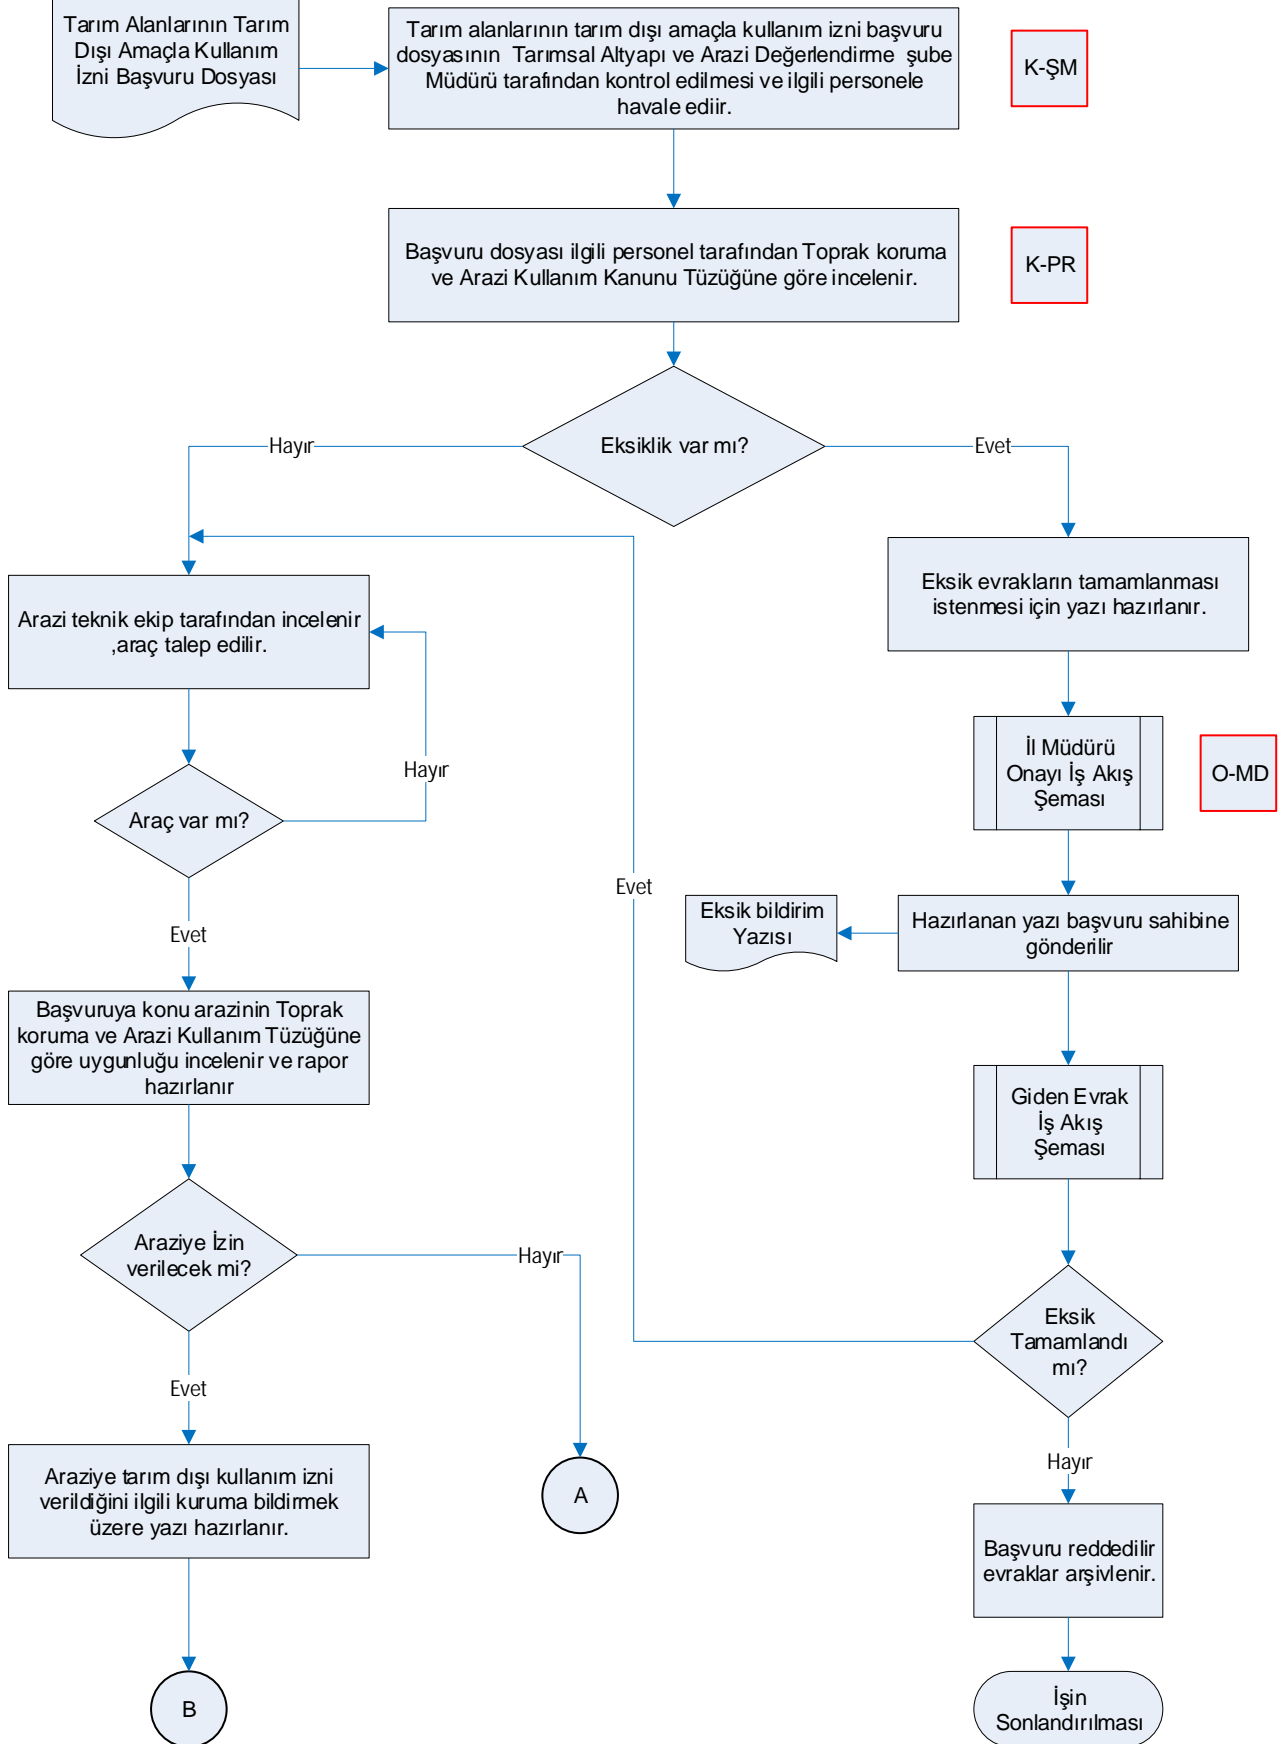 Tarım Alanlarının Tarım
Dışı Amaçla Kullanım
İzni Başvuru Dosyası
Tarım alanlarının tarım dışı amaçla kullanım izni başvuru
dosyasının Tarımsal Altyapı ve Arazi Değerlendirme şube
Müdürü tarafından kontrol edilmesi ve ilgili personele
havale ediir.
K-ŞM
Başvuru dosyası ilgili personel tarafından Toprak koruma
ve Arazi Kullanım Kanunu Tüzüğüne göre incelenir.
K-PR
Eksiklik var mı?
Hayır
Evet
Arazi teknik ekip tarafından incelenir
,araç talep edilir.
Eksik evrakların tamamlanması
istenmesi için yazı hazırlanır.
İl Müdürü
Onayı İş Akış
Şeması
O-MD
Hayır
Araç var mı?
Evet
Evet
Eksik bildirim
Yazısı
Hazırlanan yazı başvuru sahibine
gönderilir
Başvuruya konu arazinin Toprak
koruma ve Arazi Kullanım Tüzüğüne
göre uygunluğu incelenir ve rapor
hazırlanır
Giden Evrak
İş Akış
Şeması
Araziye İzin
verilecek mi?
Hayır
Eksik
Tamamlandı
mı?
Evet
Hayır
Araziye tarım dışı kullanım izni
verildiğini ilgili kuruma bildirmek
üzere yazı hazırlanır.
A
Başvuru reddedilir
evraklar arşivlenir.
B
İşin
Sonlandırılması